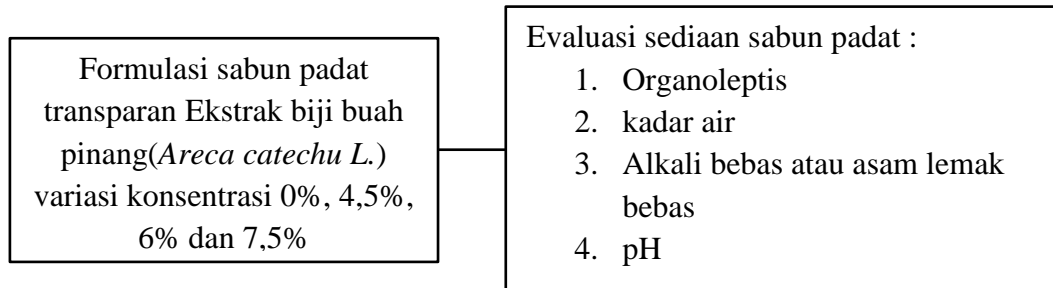 Formulasi sabun padat
transparan Ekstrak biji buah
pinang(Areca catechu L.)
variasi konsentrasi 0%, 4,5%,
6% dan 7,5%
Evaluasi sediaan sabun padat :
1. Organoleptis
2. kadar air
3. Alkali bebas atau asam lemak
bebas
4. pH